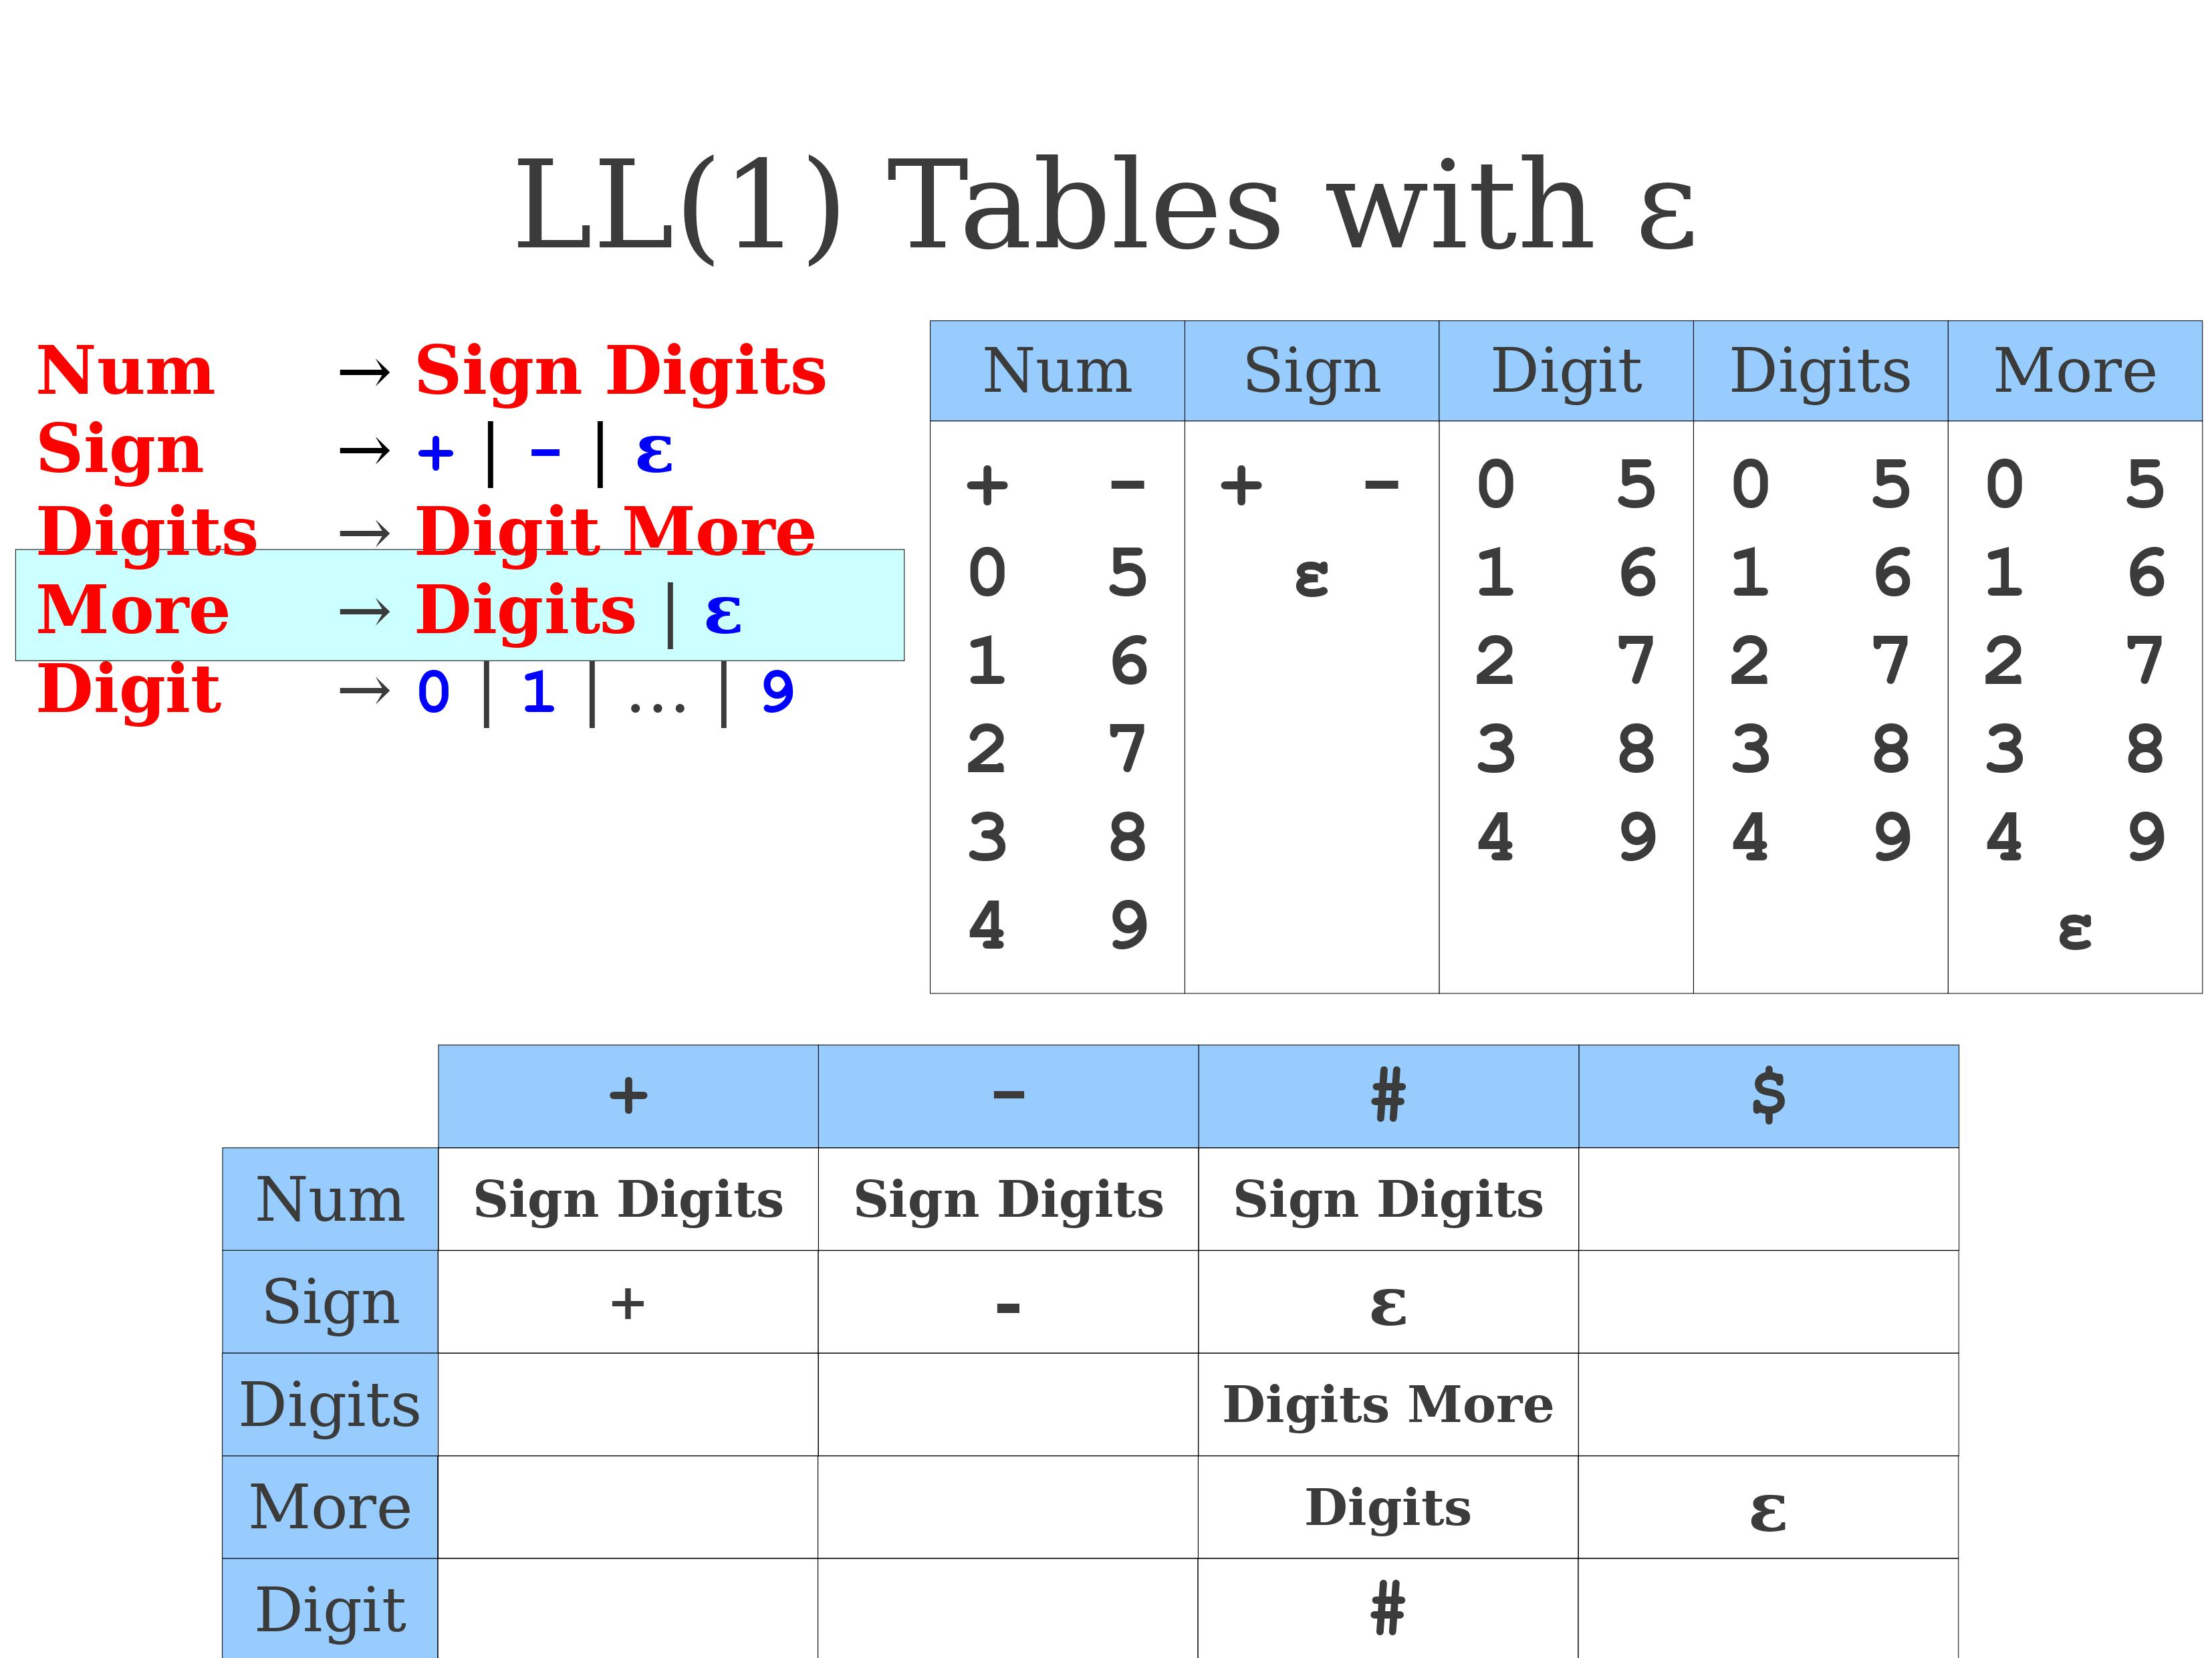 LL(1) Tables with ε
Num → Sign Digits
Sign → + | – | ε
Digits → Digit More
More → Digits | ε
Digit → 0 | 1 | … | 9
Num Sign Digit Digits More
+ – + – 0 5 0 5 0 5
0 5 ε 1 6 1 6 1 6
1 6 2 7 2 7 2 7
2 7 3 8 3 8 3 8
3 8 4 9 4 9 4 9
4 9 ε
+ – # $
Num Sign Digits Sign Digits Sign Digits
Sign + - ε
Digits Digits More
More Digits ε
Digit #